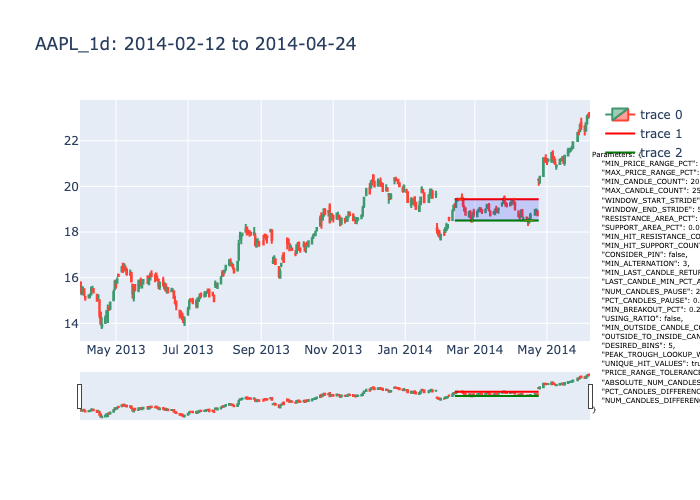 AAPL_1d: 2014-02-12 to 2014-04-24
trace 0
trace 1
trace 2
Parameters: {
"MIN_PRICE_RANGE_PCT":
"MAX_PRICE_RANGE_PCT":
"MIN_CANDLE_COUNT": 20
"MAX_CANDLE_COUNT": 25
"WINDOW_START_STRIDE"
"WINDOW_END_STRIDE": 5
"RESISTANCE_AREA_PCT":
"SUPPORT_AREA_PCT": 0.0
"MIN_HIT_RESISTANCE_CO
"MIN_HIT_SUPPORT_COUN
"CONSIDER_PIN": false,
"MIN_ALTERNATION": 3,
"MIN_LAST_CANDLE_RETUR
"LAST_CANDLE_MIN_PCT_A
"NUM_CANDLES_PAUSE": 2
"PCT_CANDLES_PAUSE": 0.
"MIN_BREAKOUT_PCT": 0.2
"USING_RATIO": false,
"MIN_OUTSIDE_CANDLE_CO
"OUTSIDE_TO_INSIDE_CAN
"DESIRED_BINS": 5,
"PEAK_TROUGH_LOOKUP_W
"UNIQUE_HIT_VALUES": tru
"PRICE_RANGE_TOLERANC
"ABSOLUTE_NUM_CANDLES
"PCT_CANDLES_DIFFERENC
"NUM_CANDLES_DIFFERENC
}
22
20
18
16
14
May 2013
Jul 2013
Sep 2013
Nov 2013
Jan 2014
Mar 2014
May 2014